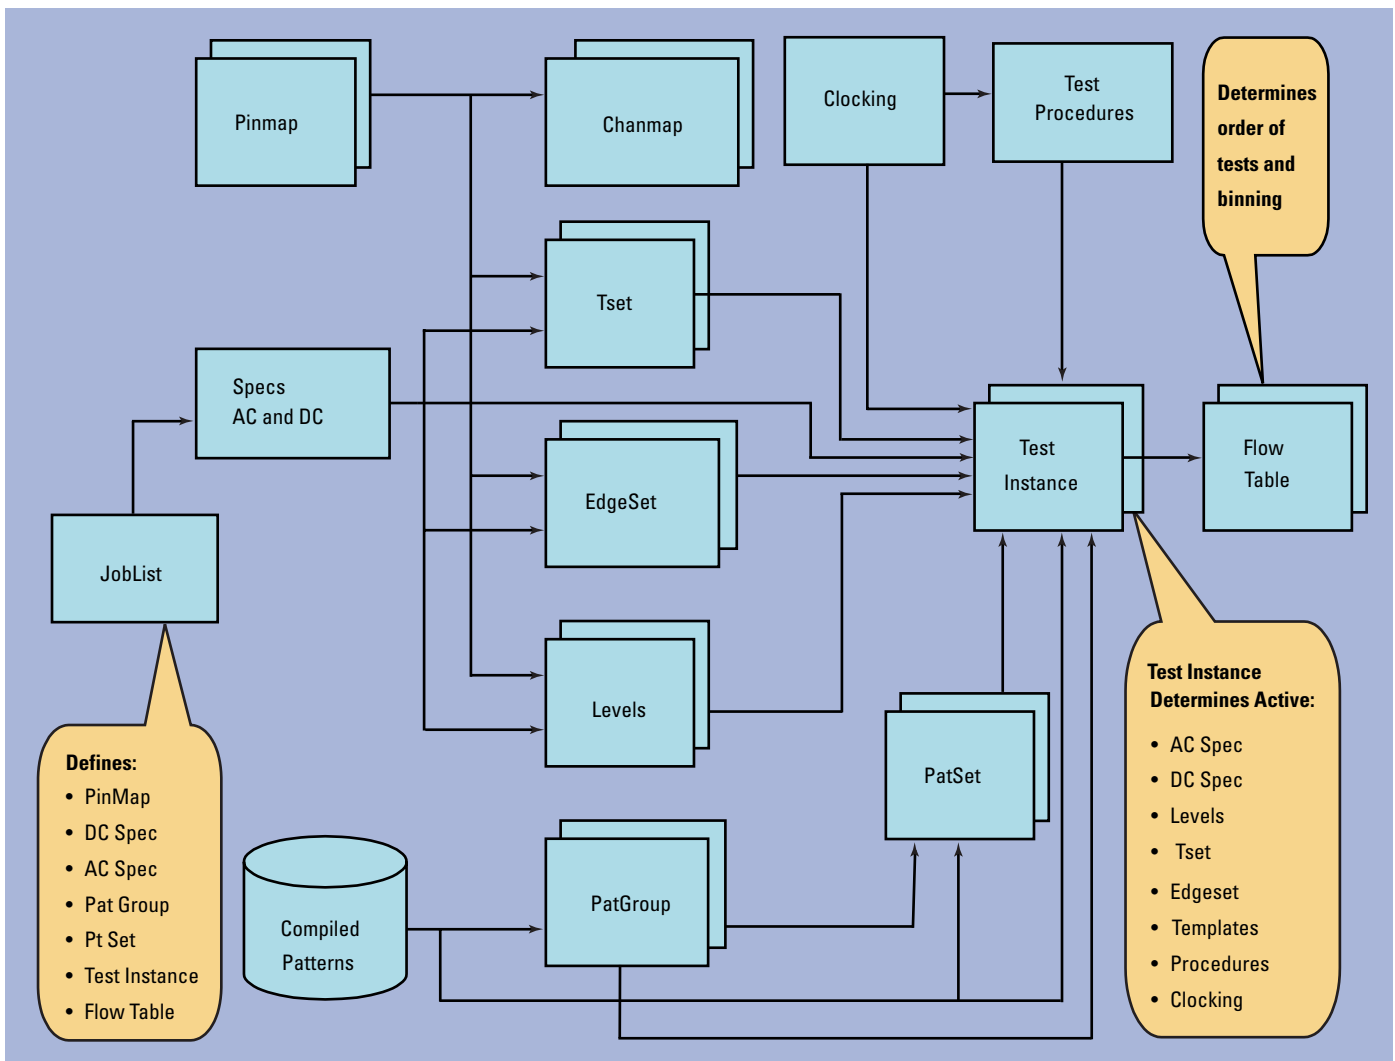 Pinmap
Chanmap
Clocking
Test
Procedures
Determines
order of
tests and
binning
Tset
Specs
AC and DC
EdgeSet
Test
Instance
Flow
Table
JobList
Levels
PatSet
PatGroup
Compiled
Patterns
Defines:
• PinMap
• DC Spec
• AC Spec
• Pat Group
• Pt Set
• Test Instance
• Flow Table
Test Instance
Determines Active:
• AC Spec
• DC Spec
• Levels
• Tset
• Edgeset
• Templates
• Procedures
• Clocking